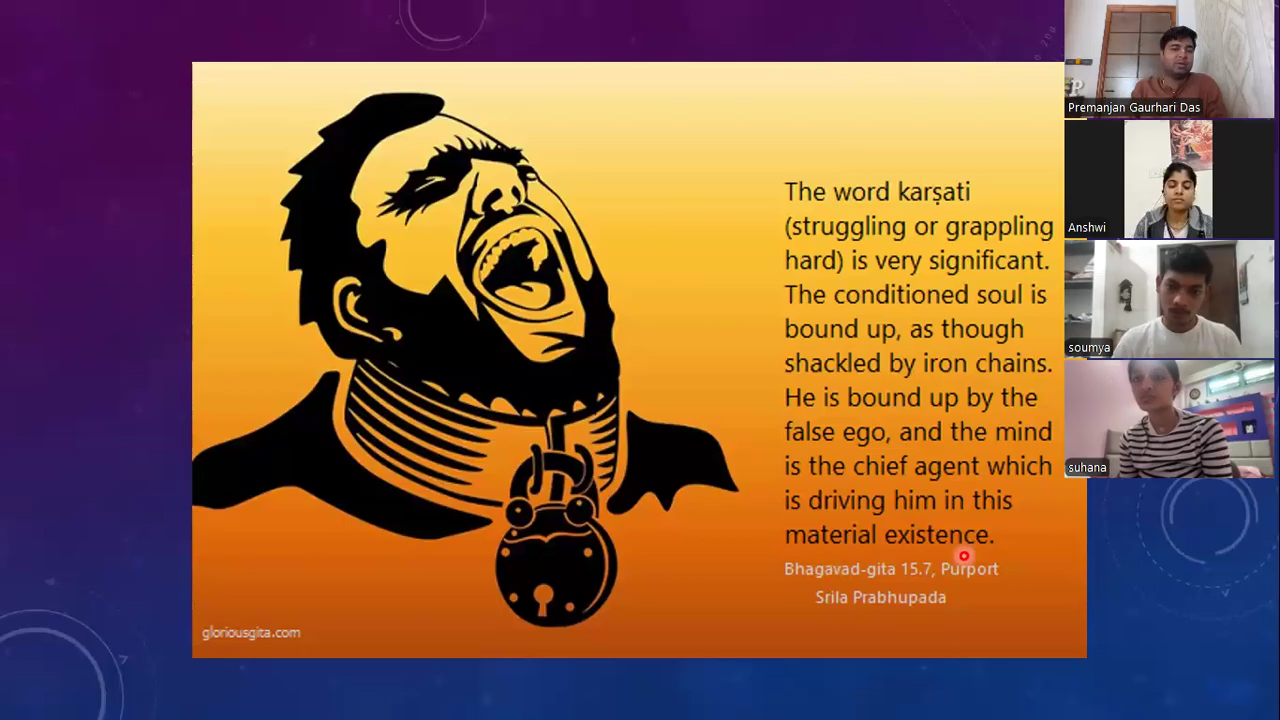 The word karṣati
(struggling or grappling
hard) is very significant.
The conditioned soul is
bound up, as though
shackled by iron chains.
He is bound up by the
false ego, and the mind
is the chief agent which
is driving him in this
material existence.
Bhagavad-gita 15.7, Purport
Srila Prabhupada
gloriousgita.com
Premanjan Gaurhari Das
Anshwi
soumya
suhana